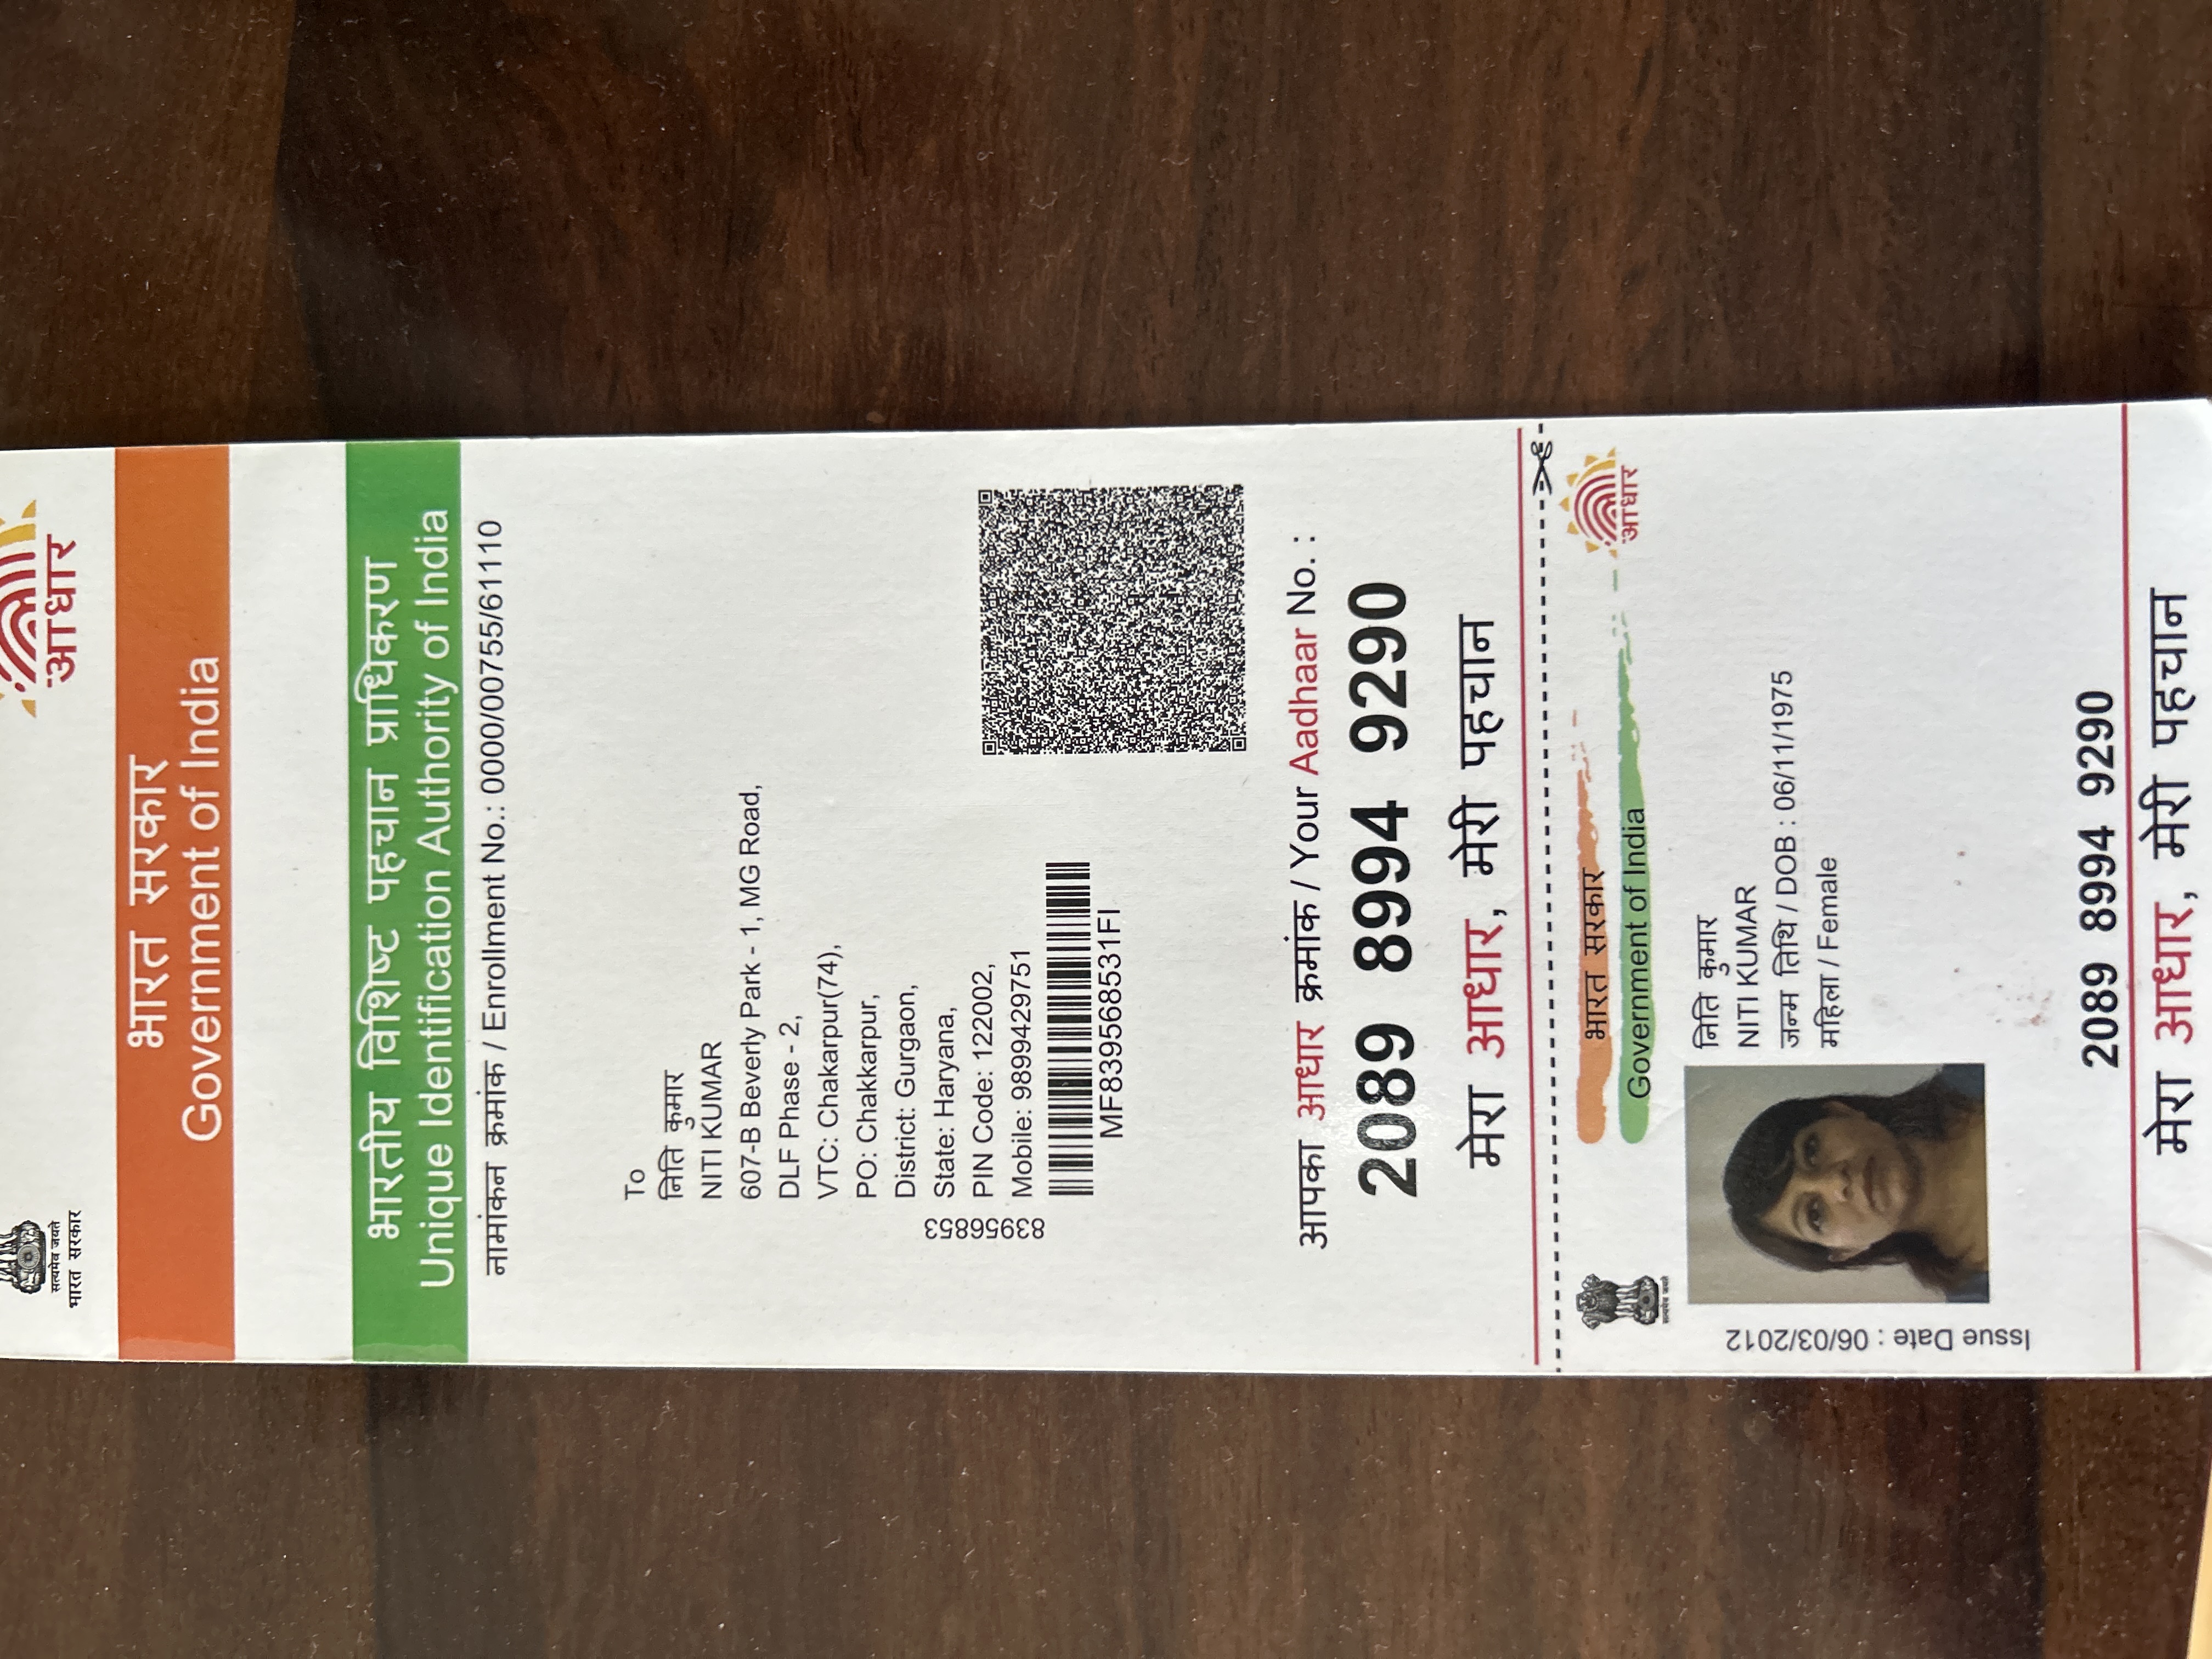 सत्यमेव जयते
भारत सरकार
आधार
भारत सरकार
Government of India
भारतीय विशिष्ट पहचान प्राधिकरण
Unique Identification Authority of India
नामांकन क्रमांक / Enrollment No.: 0000/00755/61110
To
निति कुमार
NITI KUMAR
607-B Beverly Park - 1, MG Road,
DLF Phase - 2,
VTC: Chakarpur(74),
PO: Chakkarpur,
District: Gurgaon,
State: Haryana,
PIN Code: 122002,
Mobile: 9899429751
83956853
MF839568531FI
आपका आधार क्रमांक / Your Aadhaar No. :
2089 8994 9290
मेरा आधार, मेरी पहचान
सत्यमेव जयते
भारत सरकार
Government of India
आधार
Issue Date : 06/03/2012
निति कुमार
NITI KUMAR
जन्म तिथि / DOB : 06/11/1975
महिला / Female
2089 8994 9290
मेरा आधार, मेरी पहचान